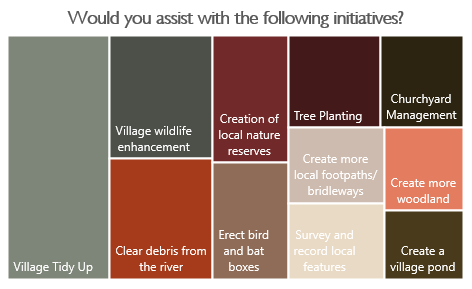 Would you assist with the following initiatives?
Village Tidy Up
Village wildlife
enhancement
Clear debris from
the river
Creation of
local nature
reserves
Erect bird
and bat
boxes
Tree Planting
Churchyard
Management
Create more
local footpaths/
bridleways
Create more
woodland
Survey and
record local
features
Create a
village pond